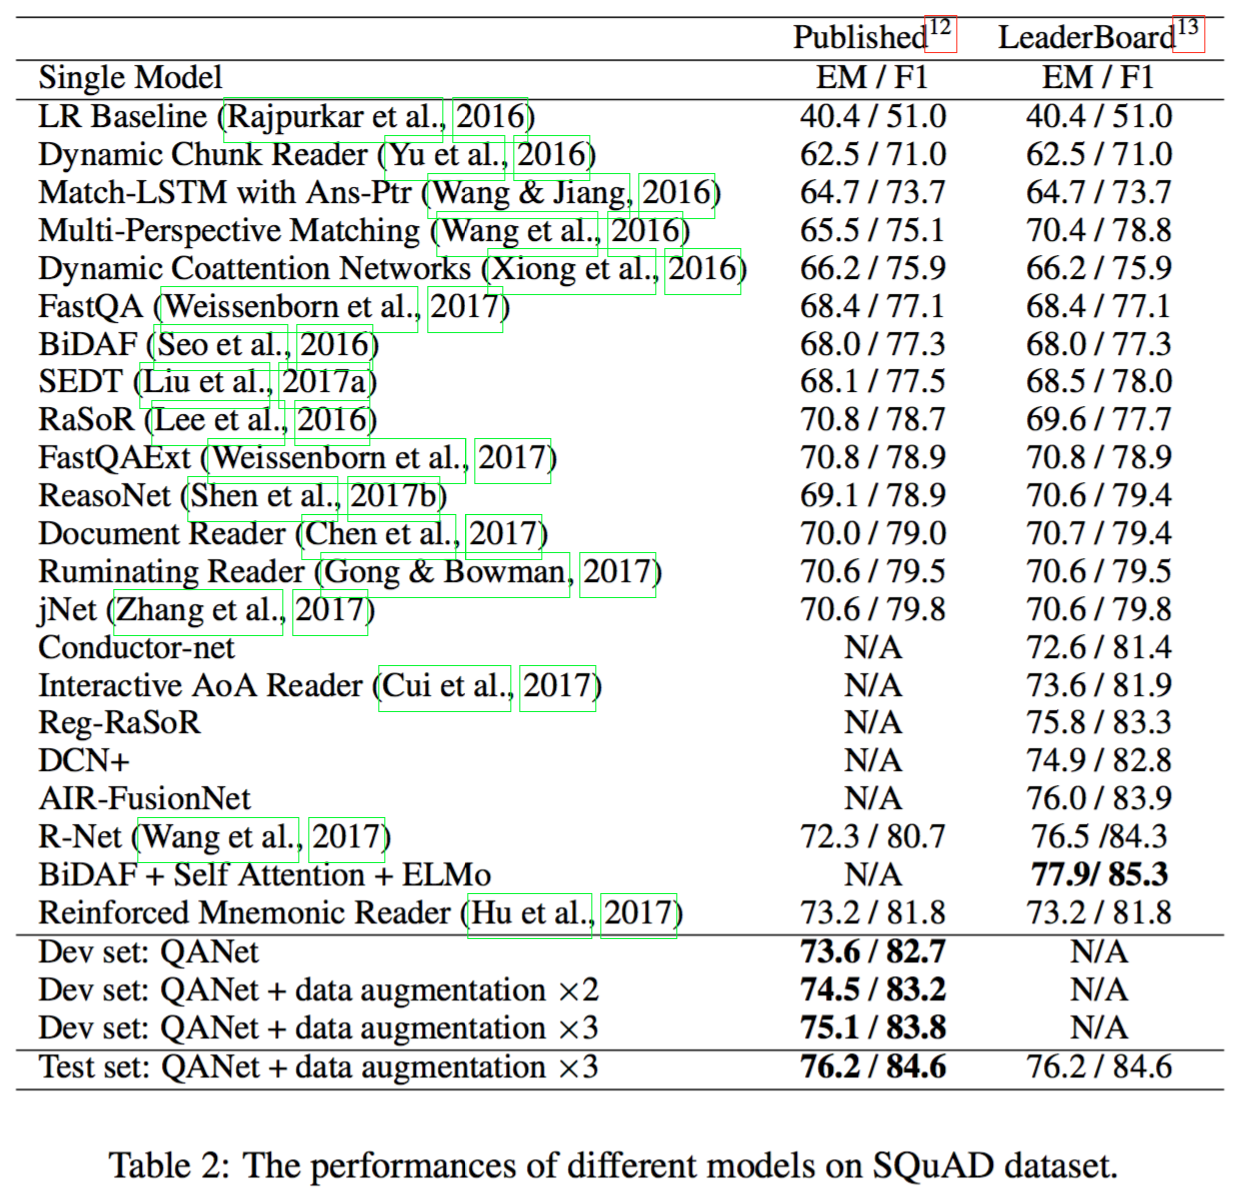 Published12 LeaderBoard13
Single Model EM / F1 EM / F1
LR Baseline (Rajpurkar et al., 2016) 40.4 / 51.0 40.4 / 51.0
Dynamic Chunk Reader (Yu et al., 2016) 62.5 / 71.0 62.5 / 71.0
Match-LSTM with Ans-Ptr (Wang & Jiang, 2016) 64.7 / 73.7 64.7 / 73.7
Multi-Perspective Matching (Wang et al., 2016) 65.5 / 75.1 70.4 / 78.8
Dynamic Coattention Networks (Xiong et al., 2016) 66.2 / 75.9 66.2 / 75.9
FastQA (Weissenborn et al., 2017) 68.4 / 77.1 68.4 / 77.1
BiDAF (Seo et al., 2016) 68.0 / 77.3 68.0 / 77.3
SEDT (Liu et al., 2017a) 68.1 / 77.5 68.5 / 78.0
RaSoR (Lee et al., 2016) 70.8 / 78.7 69.6 / 77.7
FastQAExt (Weissenborn et al., 2017) 70.8 / 78.9 70.8 / 78.9
ReasoNet (Shen et al., 2017b) 69.1 / 78.9 70.6 / 79.4
Document Reader (Chen et al., 2017) 70.0 / 79.0 70.7 / 79.4
Ruminating Reader (Gong & Bowman, 2017) 70.6 / 79.5 70.6 / 79.5
jNet (Zhang et al., 2017) 70.6 / 79.8 70.6 / 79.8
Conductor-net N/A 72.6 / 81.4
Interactive AoA Reader (Cui et al., 2017) N/A 73.6 / 81.9
Reg-RaSoR N/A 75.8 / 83.3
DCN+ N/A 74.9 / 82.8
AIR-FusionNet N/A 76.0 / 83.9
R-Net (Wang et al., 2017) 72.3 / 80.7 76.5 /84.3
BiDAF + Self Attention + ELMo N/A 77.9/ 85.3
Reinforced Mnemonic Reader (Hu et al., 2017) 73.2 / 81.8 73.2 / 81.8
Dev set: QANet 73.6 / 82.7 N/A
Dev set: QANet + data augmentation ×2 74.5 / 83.2 N/A
Dev set: QANet + data augmentation ×3 75.1 / 83.8 N/A
Test set: QANet + data augmentation ×3 76.2 / 84.6 76.2 / 84.6
Table 2: The performances of different models on SQuAD dataset.